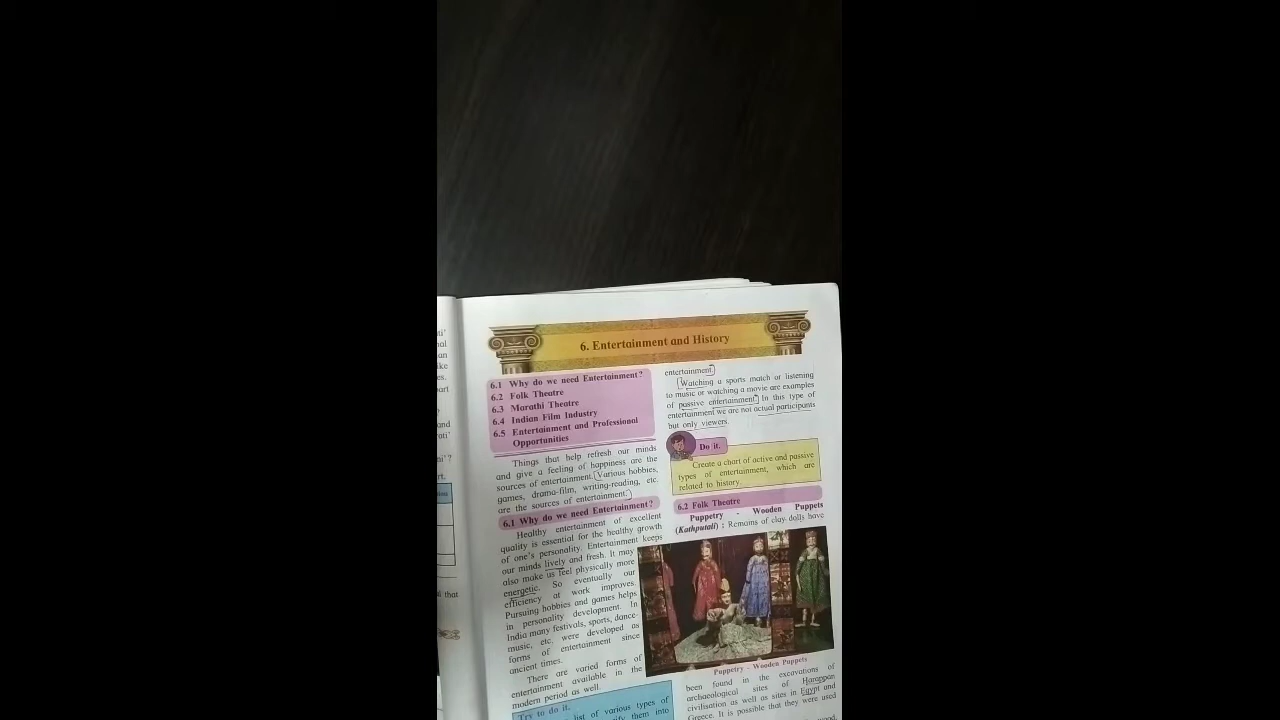 6. Entertainment and History
6.1 Why do we need Entertainment?
6.2 Folk Theatre
6.3 Marathi Theatre
6.4 Indian Film Industry
6.5 Entertainment and Professional
Opportunities
Things that help refresh our minds
and give a feeling of happiness are the
sources of entertainment. Various hobbies,
games, drama-film, writing-reading, etc.
are the sources of entertainment.
6.1 Why do we need Entertainment?
Healthy entertainment of excellent
quality is essential for the healthy growth
of one's personality. Entertainment keeps
our minds lively and fresh. It may
also make us feel physically more
energetic. So eventually our
efficiency at work improves.
Pursuing hobbies and games helps
in personality development. In
India many festivals, sports, dance-
music, etc. were developed as
forms of entertainment since
ancient times.
There are varied forms of
entertainment available in the
modern period as well.
Try to do it.
list of various types of
them into
entertainment.
Watching a sports match or listening
to music or watching a movie are examples
of passive entertainment. In this type of
entertainment we are not actual participants
but only viewers.
Do it.
Create a chart of active and passive
types of entertainment, which are
related to history.
6.2 Folk Theatre
Puppetry - Wooden Puppets
(Kathputali) : Remains of clay dolls have
Puppetry - Wooden Puppets
been found in the excavations of
archaeological sites of Harappan
civilisation as well as sites in Egypt and
Greece. It is possible that they were used